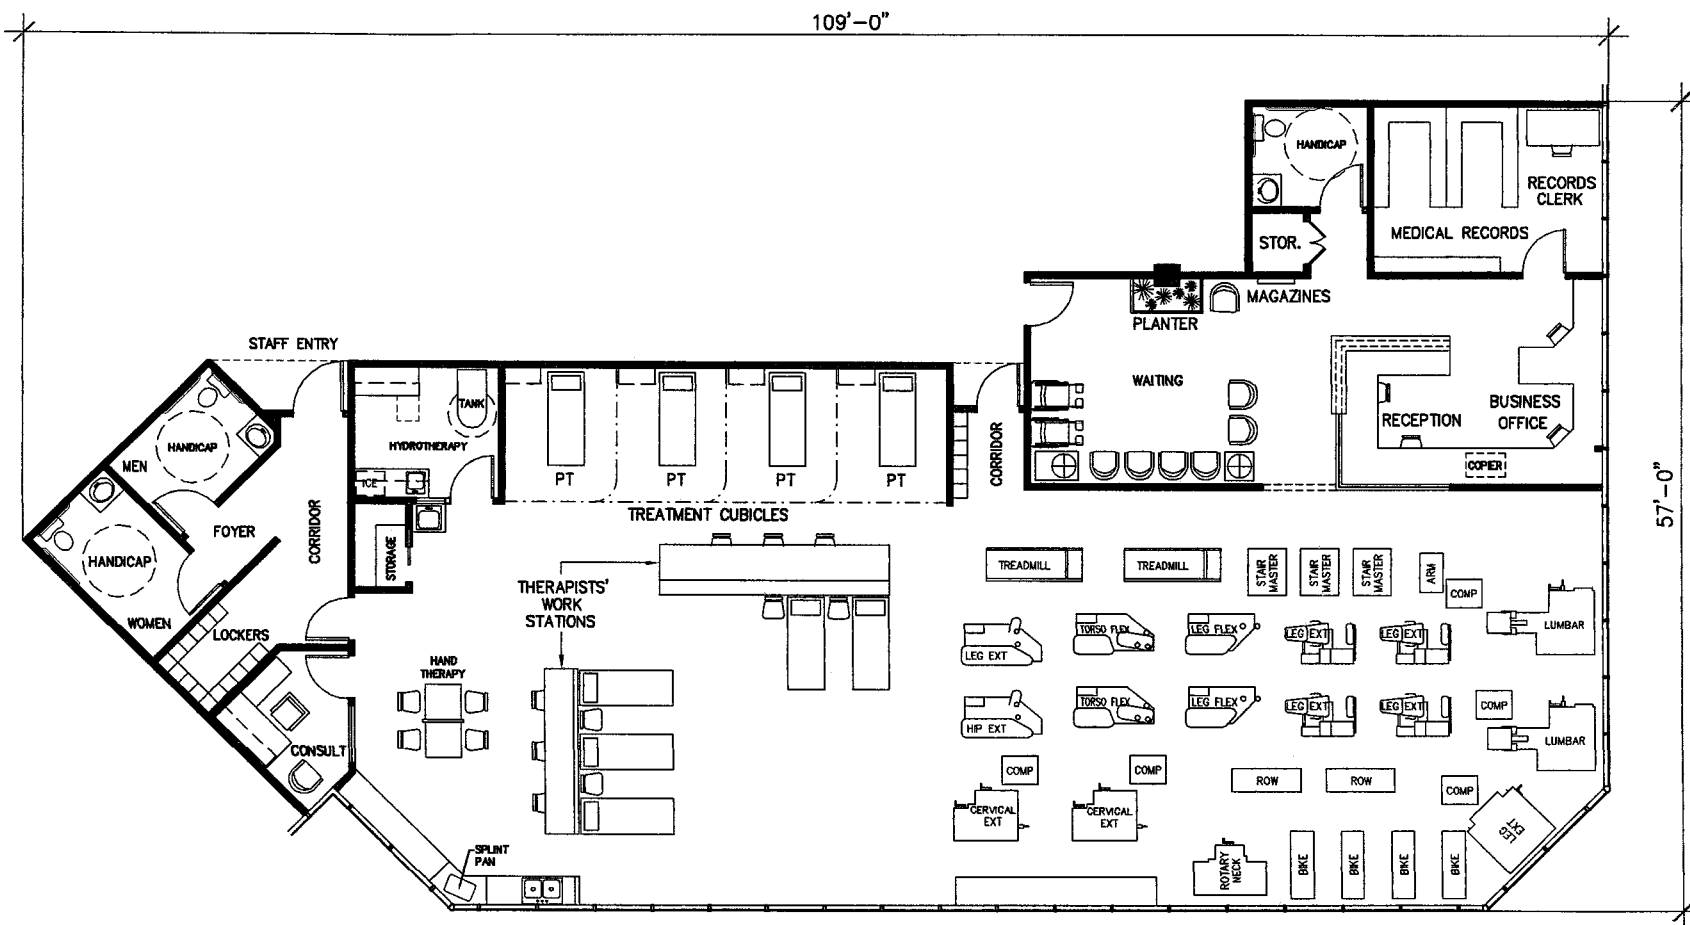 109'-0"
HANDICAP
RECORDS
CLERK
STOR.
MEDICAL RECORDS
MAGAZINES
PLANTER
STAFF ENTRY
WAITING
TANK
BUSINESS
OFFICE
RECEPTION
HANDICAP
HYDROTHERAPY
MEN
CORRIDOR
COPIER
ICE
PT
PT
PT
PT
57'-0"
TREATMENT CUBICLES
FOYER
CORRIDOR
HANDICAP
STORAGE
THERAPISTS'
WORK
STATIONS
TREADMILL
TREADMILL
STAIR
MASTER
STAIR
MASTER
STAIR
MASTER
ARM
COMP
WOMEN
LOCKERS
LUMBAR
TORSO FLEX
LEG FLEX
LEG EXT
LEG EXT
LEG EXT
HAND
THERAPY
TORSO FLEX
LEG FLEX
LEG EXT
LEG EXT
COMP
HIP EXT
LUMBAR
CONSULT
COMP
COMP
ROW
ROW
COMP
CERVICAL
EXT
CERVICAL
EXT
LEG
EXT
SPLINT
PAN
ROTARY
NECK
BIKE
BIKE
BIKE
BIKE